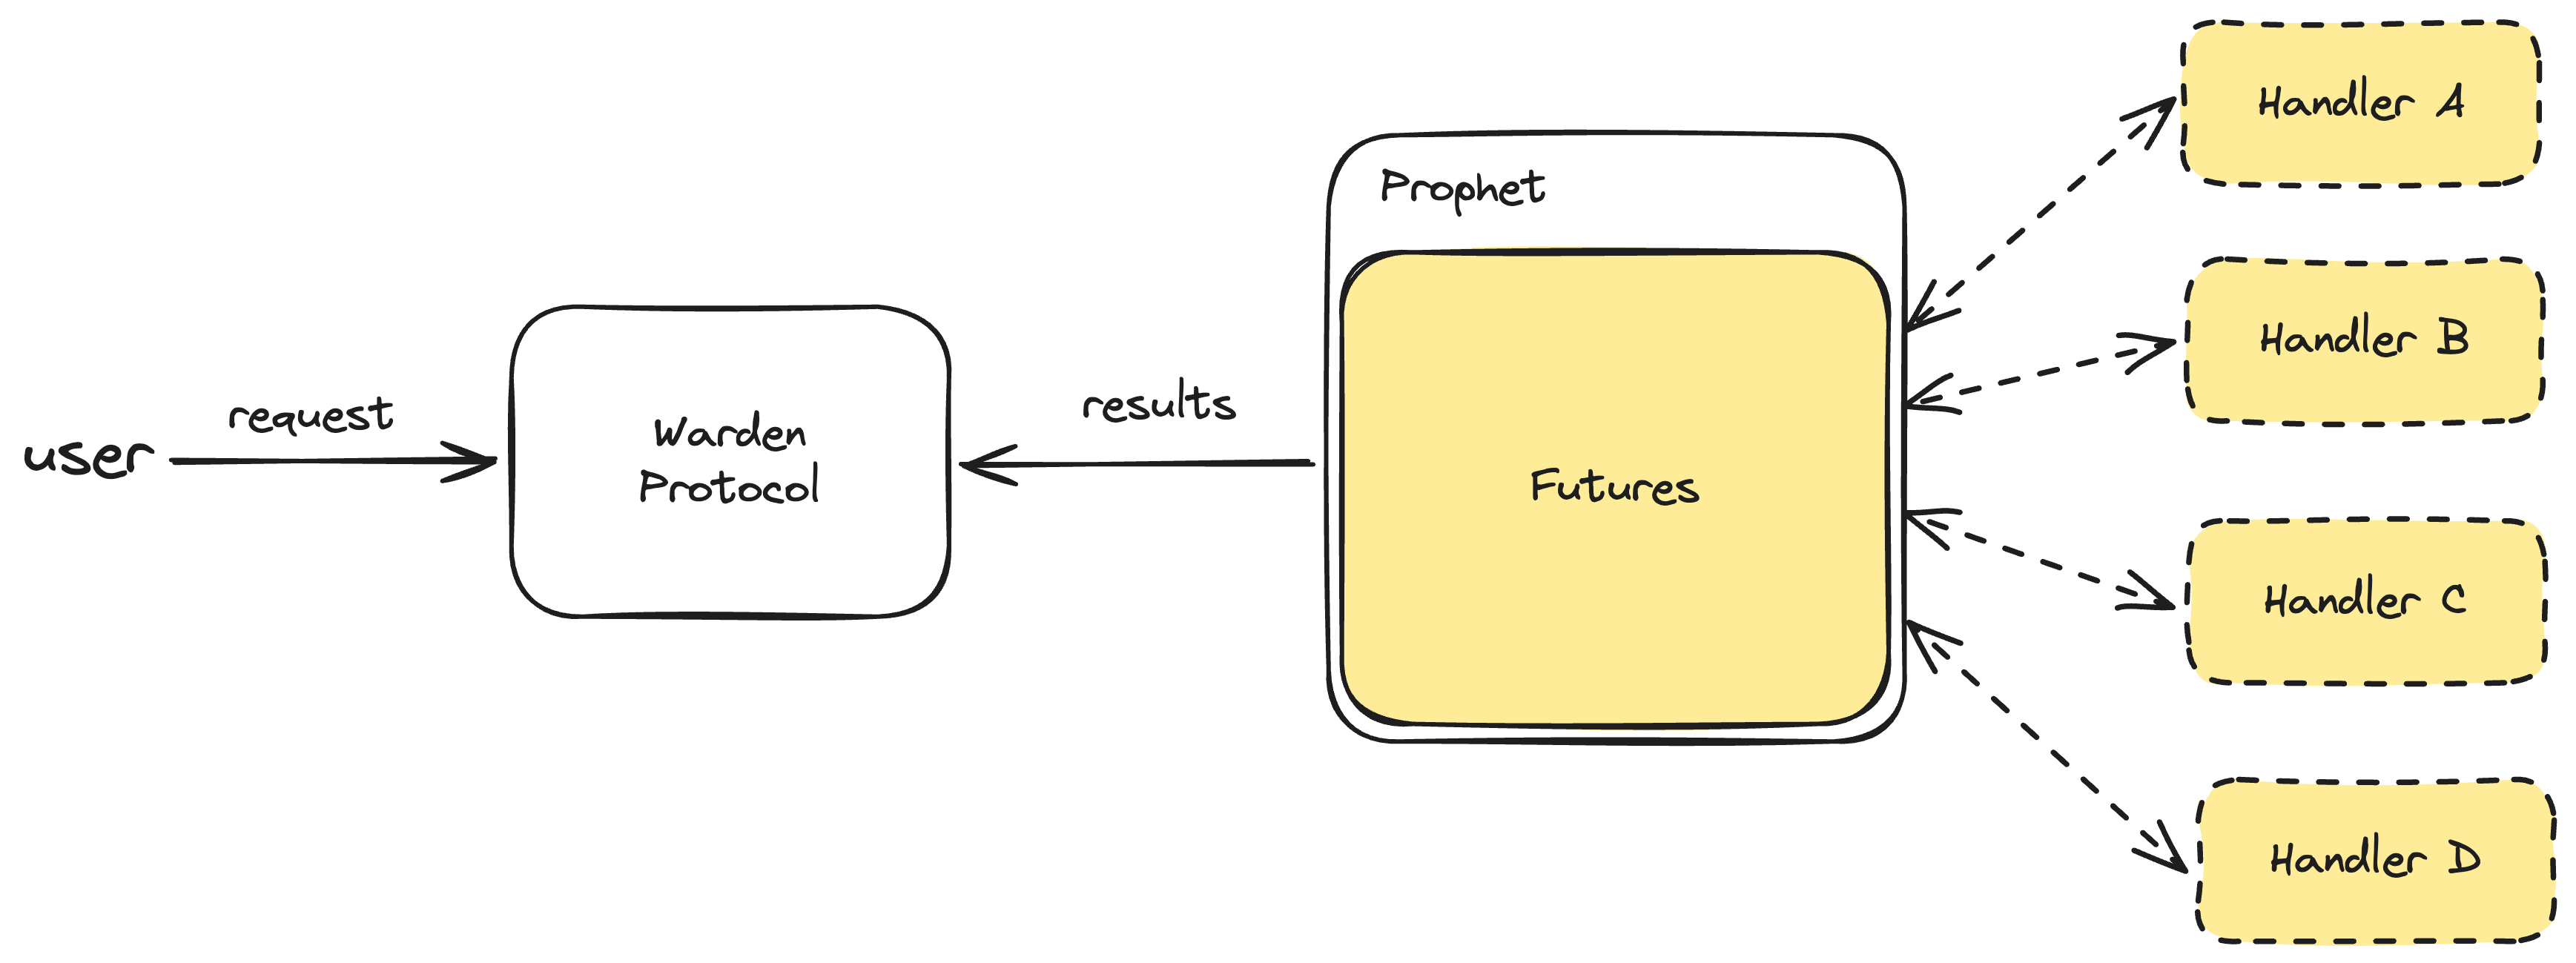 user
request
Warden
Protocol
results
Prophet
Futures
Handler A
Handler B
Handler C
Handler D